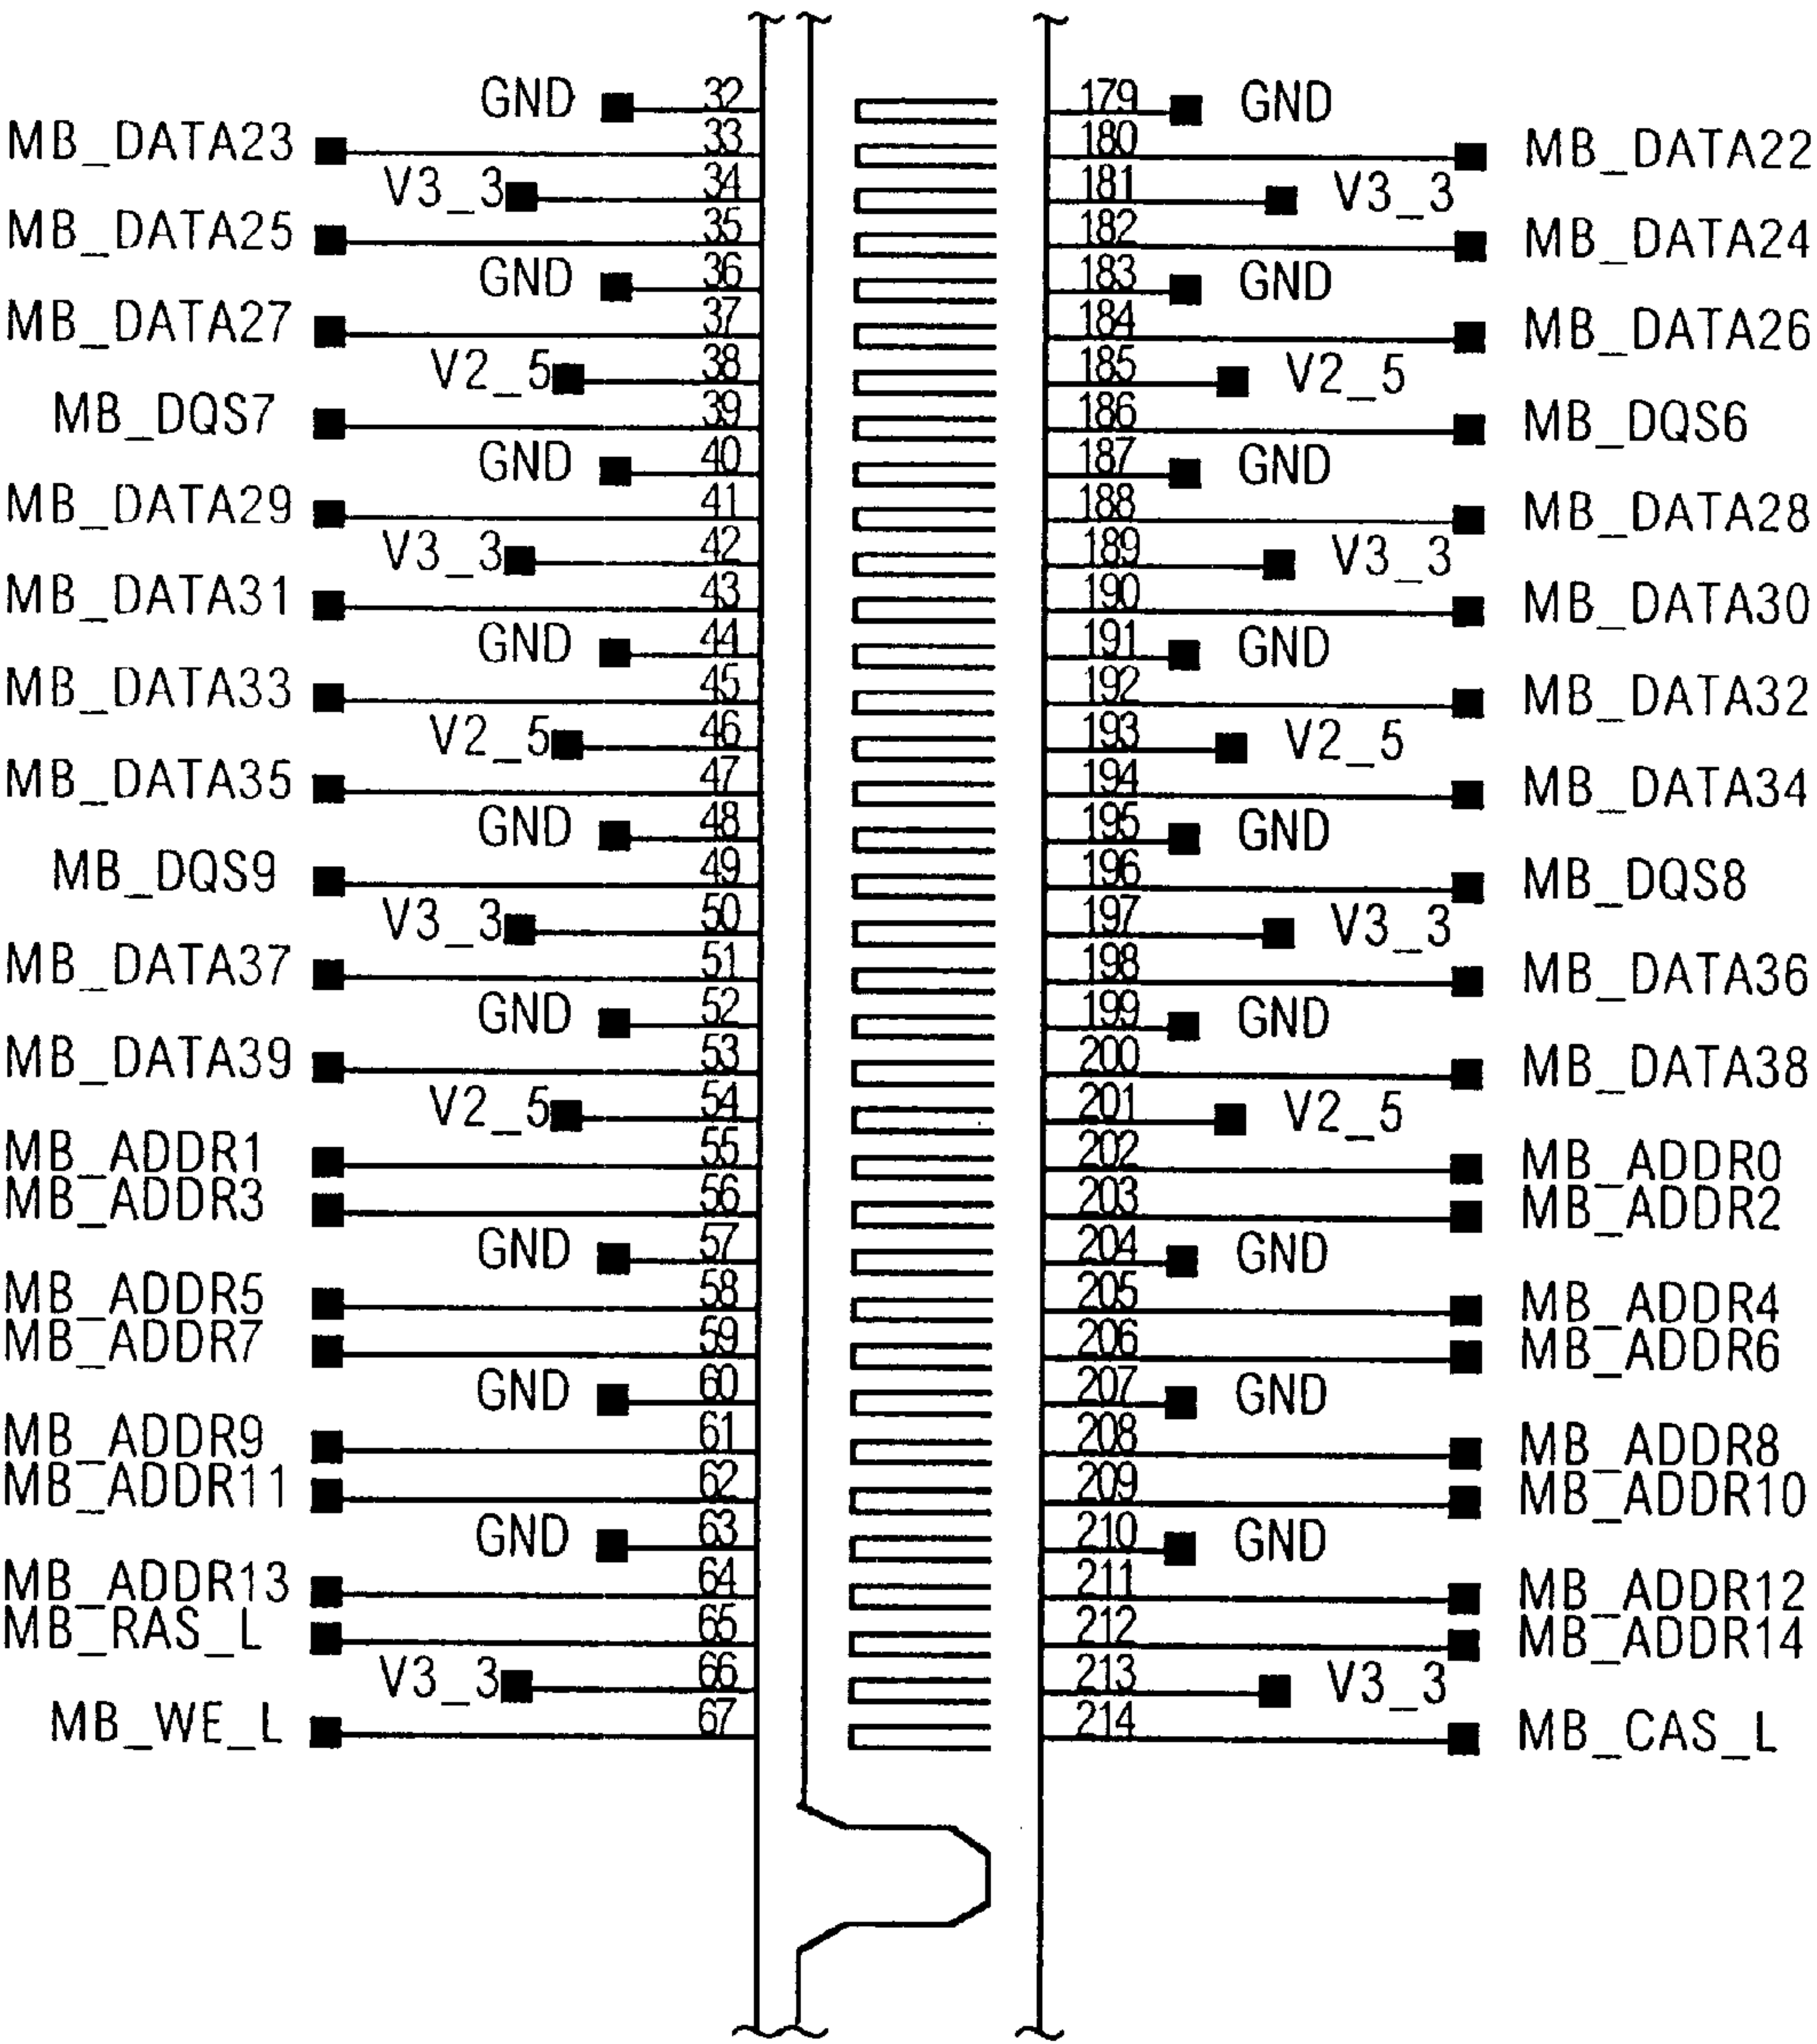 GND 32 179 GND
MB_DATA23 33 180 MB_DATA22
V3_3 34 181 V3_3
MB_DATA25 35 182 MB_DATA24
GND 36 183 GND
MB_DATA27 37 184 MB_DATA26
V2_5 38 185 V2_5
MB_DQS7 39 186 MB_DQS6
GND 40 187 GND
MB_DATA29 41 188 MB_DATA28
V3_3 42 189 V3_3
MB_DATA31 43 190 MB_DATA30
GND 44 191 GND
MB_DATA33 45 192 MB_DATA32
V2_5 46 193 V2_5
MB_DATA35 47 194 MB_DATA34
GND 48 195 GND
MB_DQS9 49 196 MB_DQS8
V3_3 50 197 V3_3
MB_DATA37 51 198 MB_DATA36
GND 52 199 GND
MB_DATA39 53 200 MB_DATA38
V2_5 54 201 V2_5
MB_ADDR1 55 202 MB_ADDR0
MB_ADDR3 56 203 MB_ADDR2
GND 57 204 GND
MB_ADDR5 58 205 MB_ADDR4
MB_ADDR7 59 206 MB_ADDR6
GND 60 207 GND
MB_ADDR9 61 208 MB_ADDR8
MB_ADDR11 62 209 MB_ADDR10
GND 63 210 GND
MB_ADDR13 64 211 MB_ADDR12
MB_RAS_L 65 212 MB_ADDR14
V3_3 66 213 V3_3
MB_WE_L 67 214 MB_CAS_L